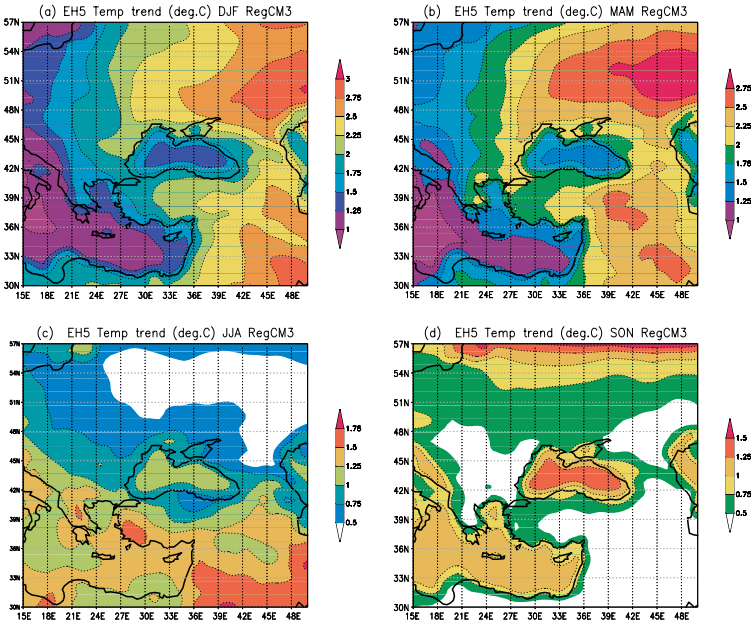 (a) EH5 Temp trend (deg.C) DJF RegCM3
57N
54N
51N
48N
45N
42N
39N
36N
33N
30N
15E 18E 21E 24E 27E 30E 33E 36E 39E 42E 45E 48E
3
2.75
2.5
2.25
2
1.75
1.5
1.25
1
(b) EH5 Temp trend (deg.C) MAM RegCM3
57N
54N
51N
48N
45N
42N
39N
36N
33N
30N
15E 18E 21E 24E 27E 30E 33E 36E 39E 42E 45E 48E
2.75
2.5
2.25
2
1.75
1.5
1.25
1
(c) EH5 Temp trend (deg.C) JJA RegCM3
57N
54N
51N
48N
45N
42N
39N
36N
33N
30N
15E 18E 21E 24E 27E 30E 33E 36E 39E 42E 45E 48E
1.75
1.5
1.25
1
0.75
0.5
(d) EH5 Temp trend (deg.C) SON RegCM3
57N
54N
51N
48N
45N
42N
39N
36N
33N
30N
15E 18E 21E 24E 27E 30E 33E 36E 39E 42E 45E 48E
1.5
1.25
1
0.75
0.5